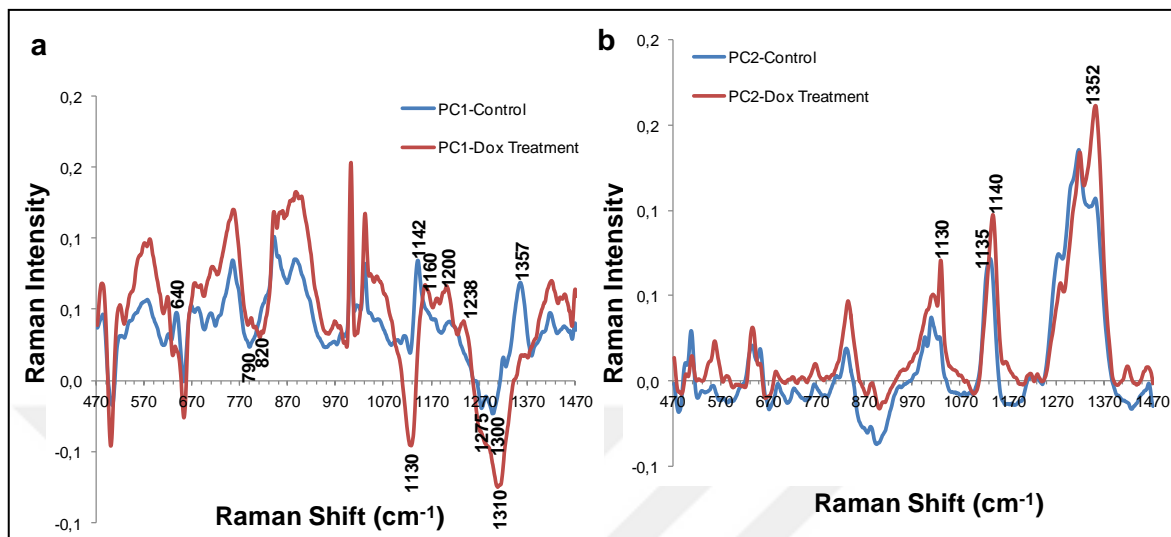 a
PC1-Control
PC1-Dox Treatment
0,2
0,2
0,1
0,1
0,0
-0,1
-0,1
640
790
820
1130
1142
1160
1200
1238
1275
1300
1310
1357
470 570 670 770 870 970 1070 1170 1270 1370 1470
Raman Intensity
Raman Shift (cm-1)
b
PC2-Control
PC2-Dox Treatment
0,2
0,2
0,1
0,1
0,0
-0,1
1130
1135
1140
1352
470 570 670 770 870 970 1070 1170 1270 1370 1470
Raman Intensity
Raman Shift (cm-1)